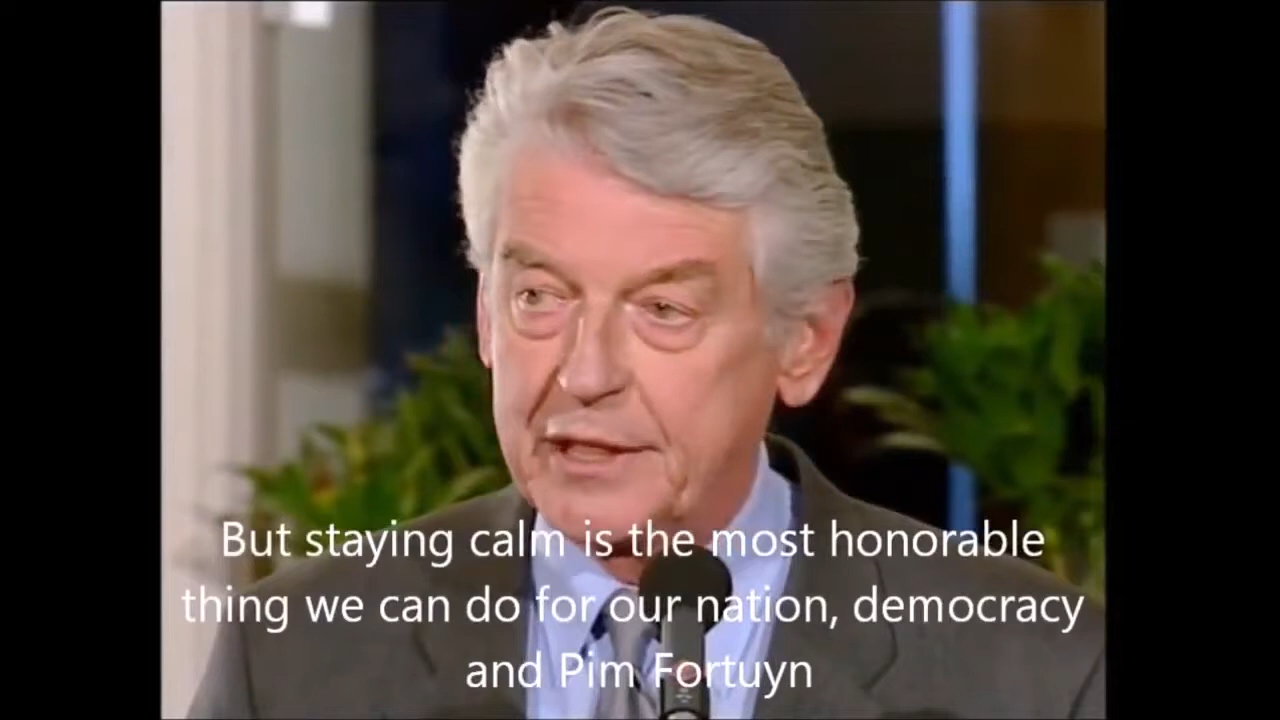 But staying calm is the most honorable
thing we can do for our nation, democracy
and Pim Fortuyn